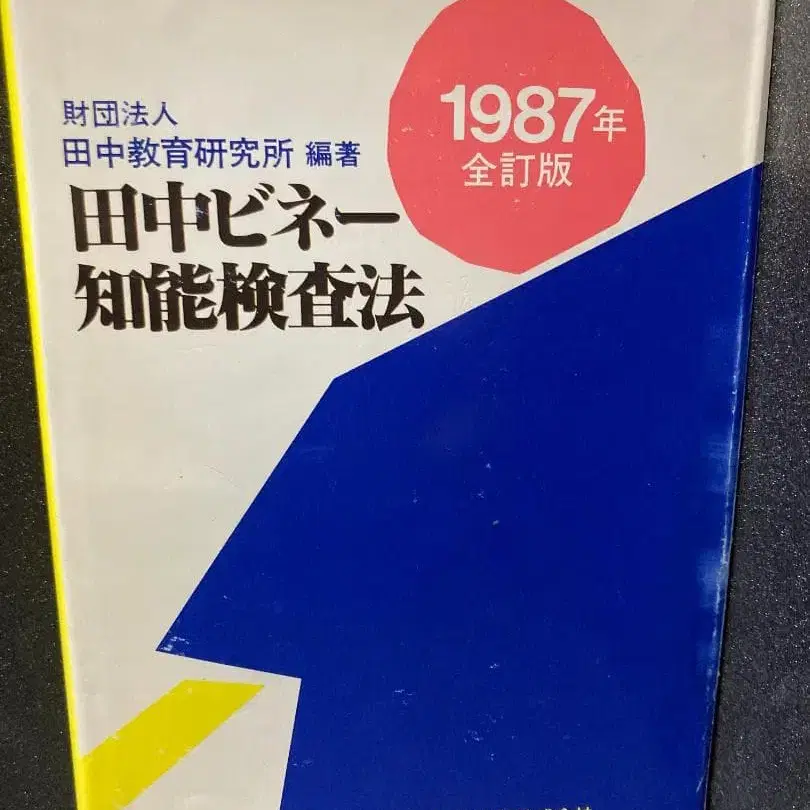 1987年
全訂版
財団法人
田中教育研究所 編著
田中ビネー
知能検査法